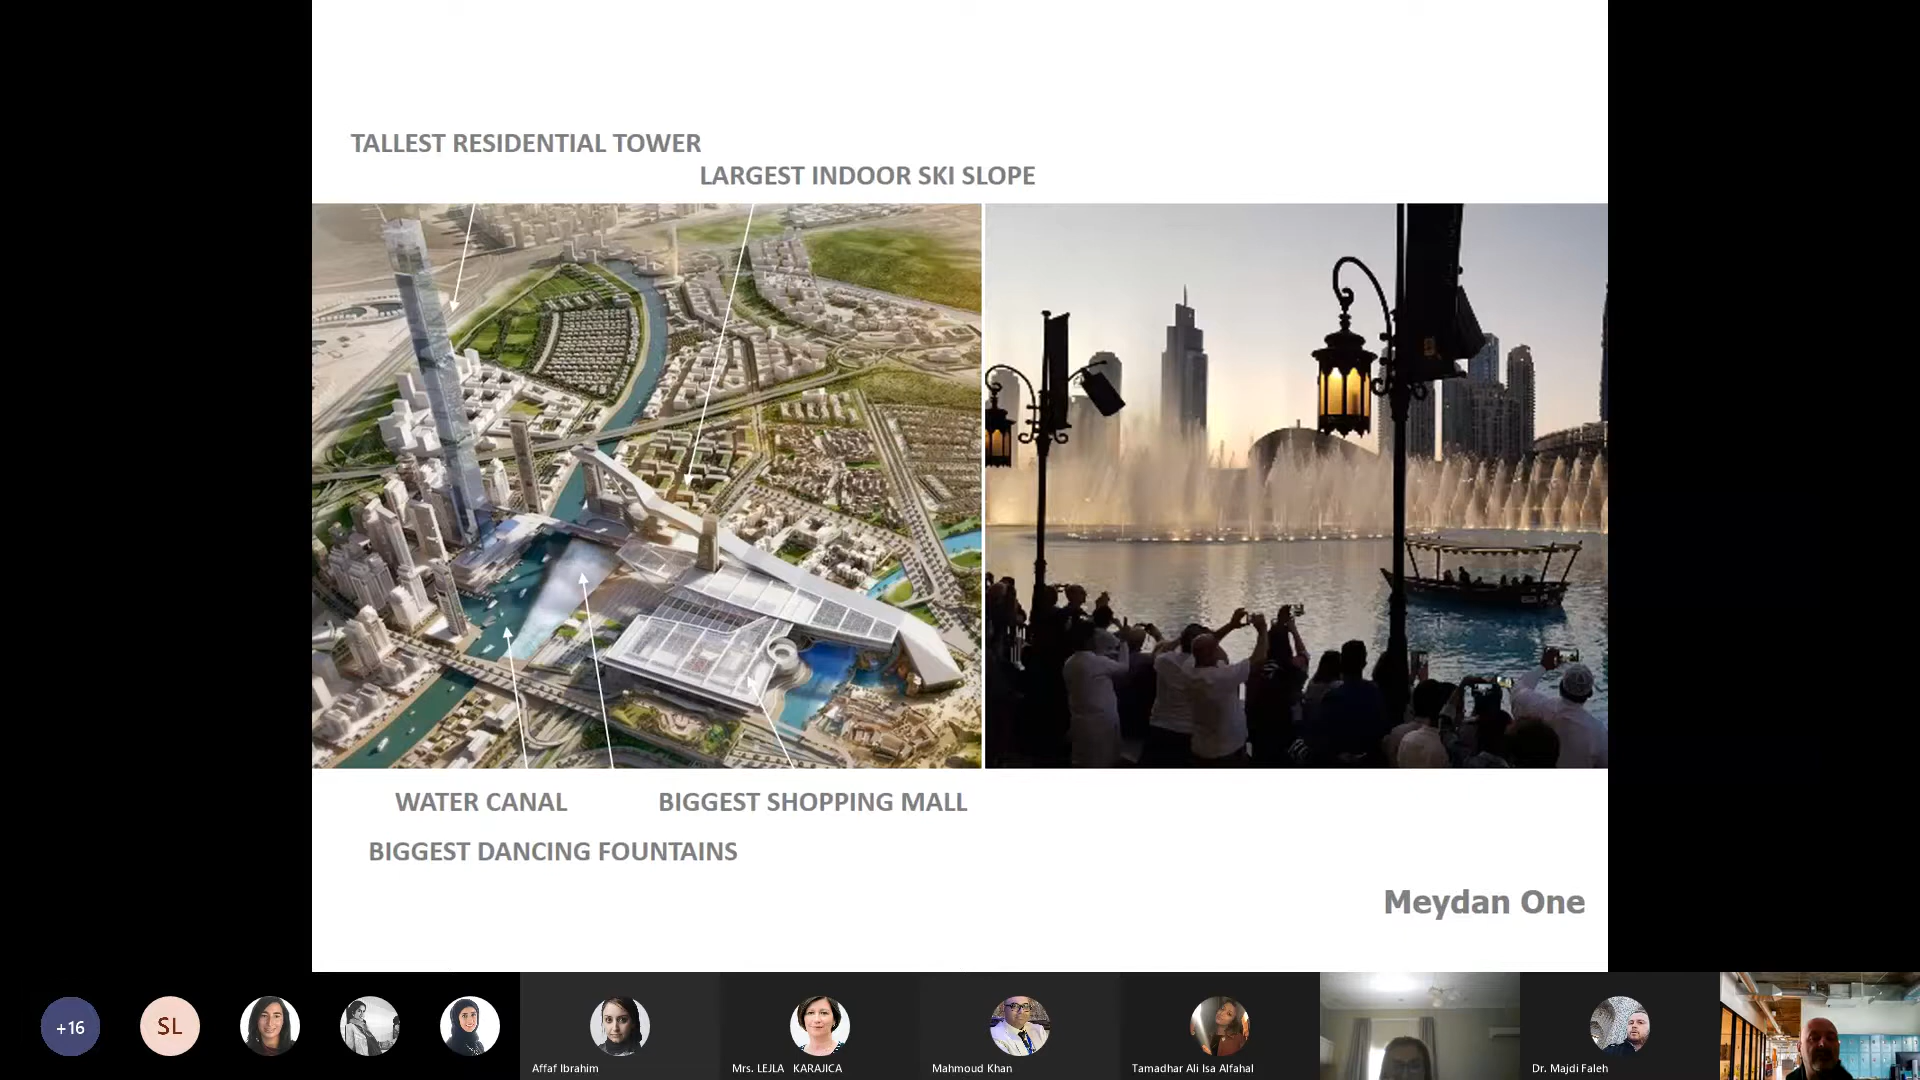 TALLEST RESIDENTIAL TOWER
LARGEST INDOOR SKI SLOPE
WATER CANAL
BIGGEST SHOPPING MALL
BIGGEST DANCING FOUNTAINS
Meydan One
+16
SL
Affaf Ibrahim
Mrs. LEJLA KARAJICA
Mahmoud Khan
Tamadhar Ali Isa Alfahal
Dr. Majdi Faleh